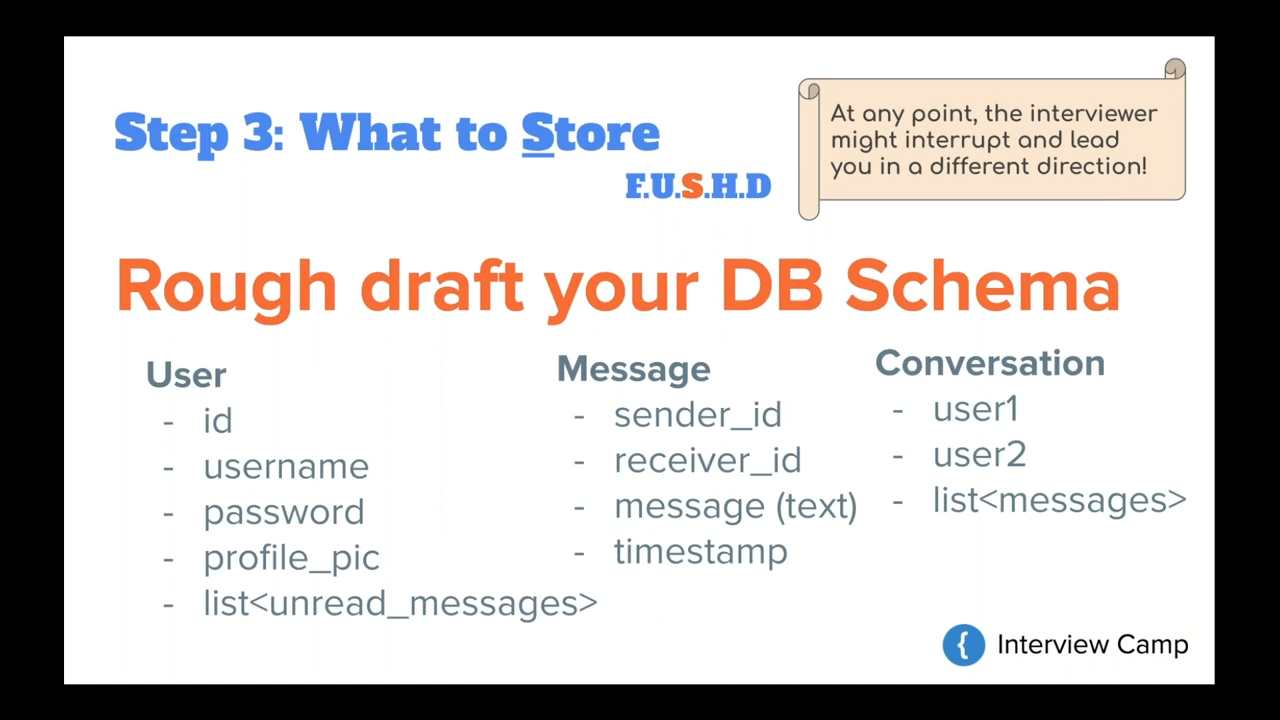 Step 3: What to Store
F.U.S.H.D
At any point, the interviewer
might interrupt and lead
you in a different direction!
Rough draft your DB Schema
User
- id
- username
- password
- profile_pic
- list<unread_messages>
Message
- sender_id
- receiver_id
- message (text)
- timestamp
Conversation
- user1
- user2
- list<messages>
{ Interview Camp